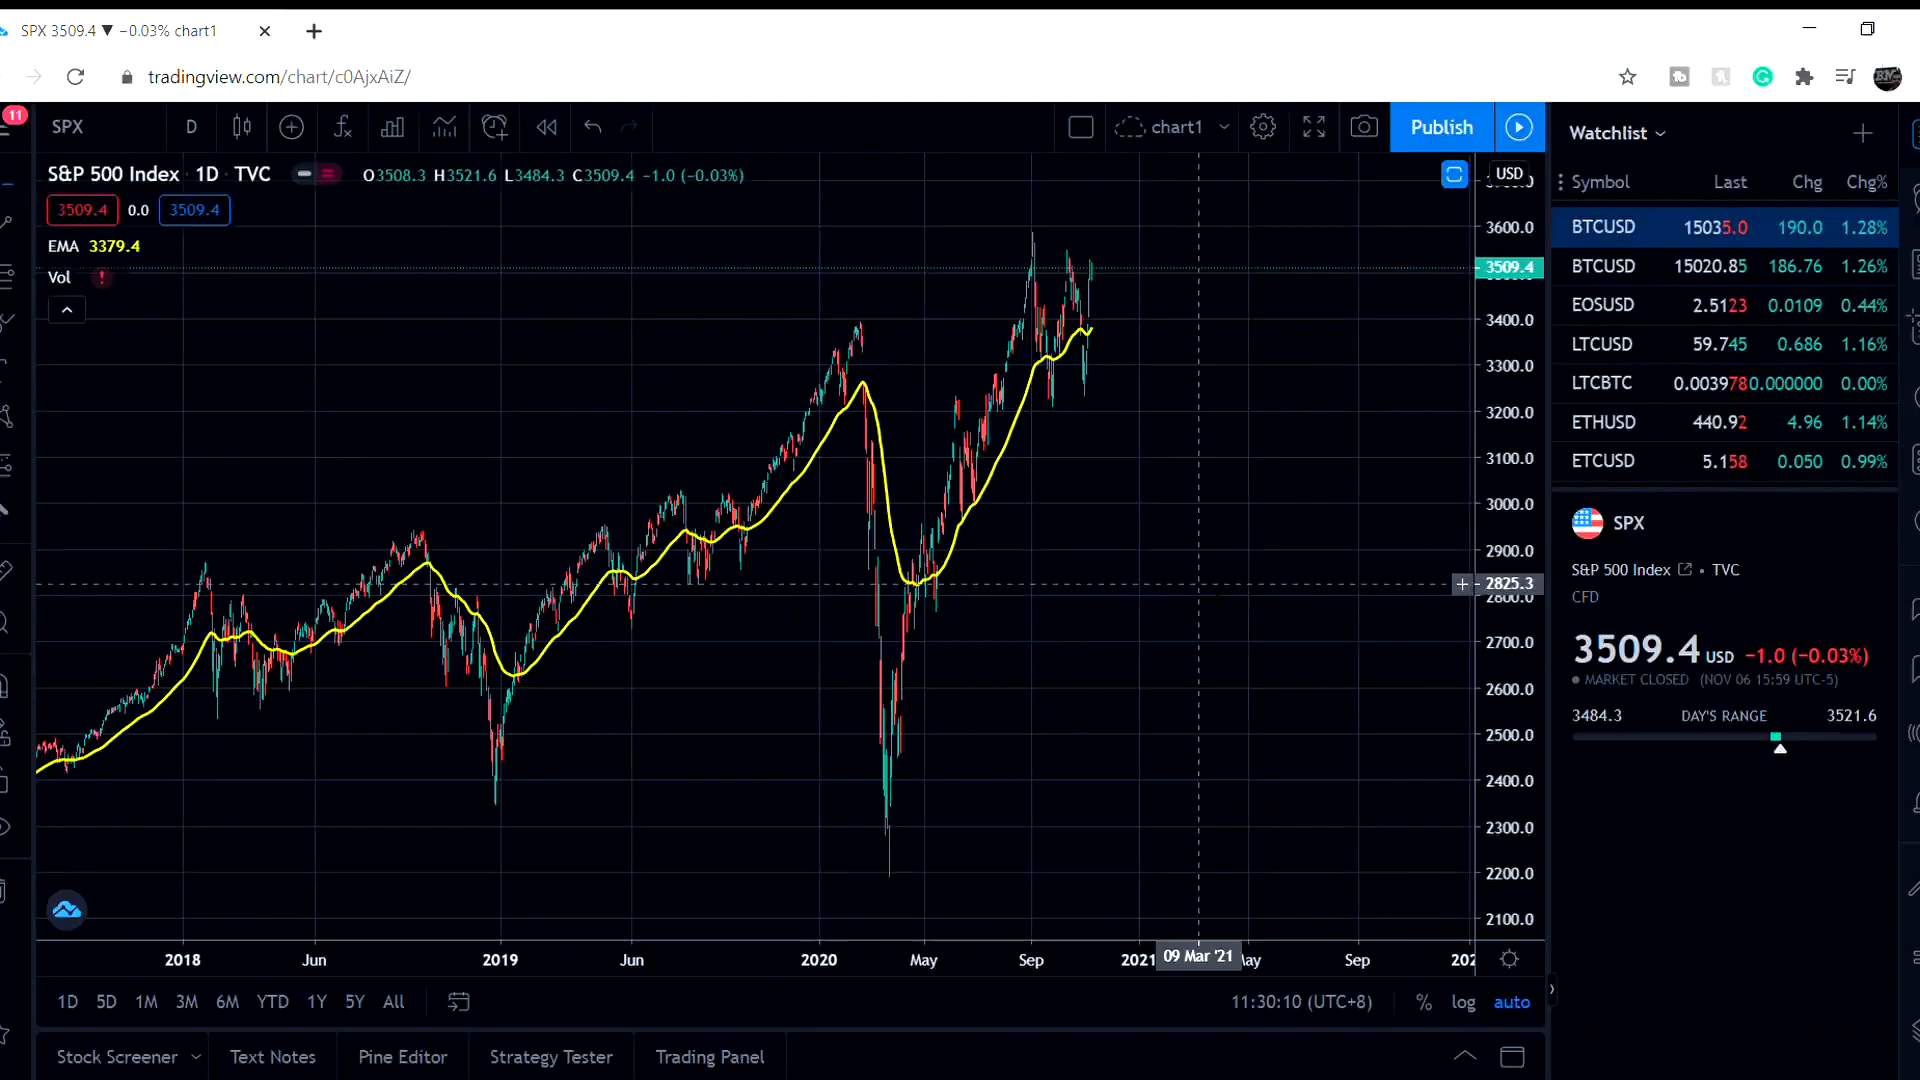 SPX 3509.4 ▼ −0.03% chart1
tradingview.com/chart/c0AjxAiZ/
11
SPX D chart1 Publish
S&P 500 Index · 1D · TVC O3508.3 H3521.6 L3484.3 C3509.4 −1.0 (−0.03%)
3509.4 0.0 3509.4
EMA 3379.4
Vol !
USD
3600.0
3509.4
3400.0
3300.0
3200.0
3100.0
3000.0
2900.0
2825.3
2800.0
2700.0
2600.0
2500.0
2400.0
2300.0
2200.0
2100.0
2018 Jun 2019 Jun 2020 May Sep 2021 09 Mar '21 Sep
1D 5D 1M 3M 6M YTD 1Y 5Y All 11:30:10 (UTC+8) % log auto
Stock Screener Text Notes Pine Editor Strategy Tester Trading Panel
Watchlist
Symbol Last Chg Chg%
BTCUSD 15035.0 190.0 1.28%
BTCUSD 15020.85 186.76 1.26%
EOSUSD 2.5123 0.0109 0.44%
LTCUSD 59.745 0.686 1.16%
LTCBTC 0.003978 0.000000 0.00%
ETHUSD 440.92 4.96 1.14%
ETCUSD 5.158 0.050 0.99%
SPX
S&P 500 Index • TVC
CFD
3509.4 USD −1.0 (−0.03%)
MARKET CLOSED (NOV 06 15:59 UTC-5)
3484.3 DAY'S RANGE 3521.6